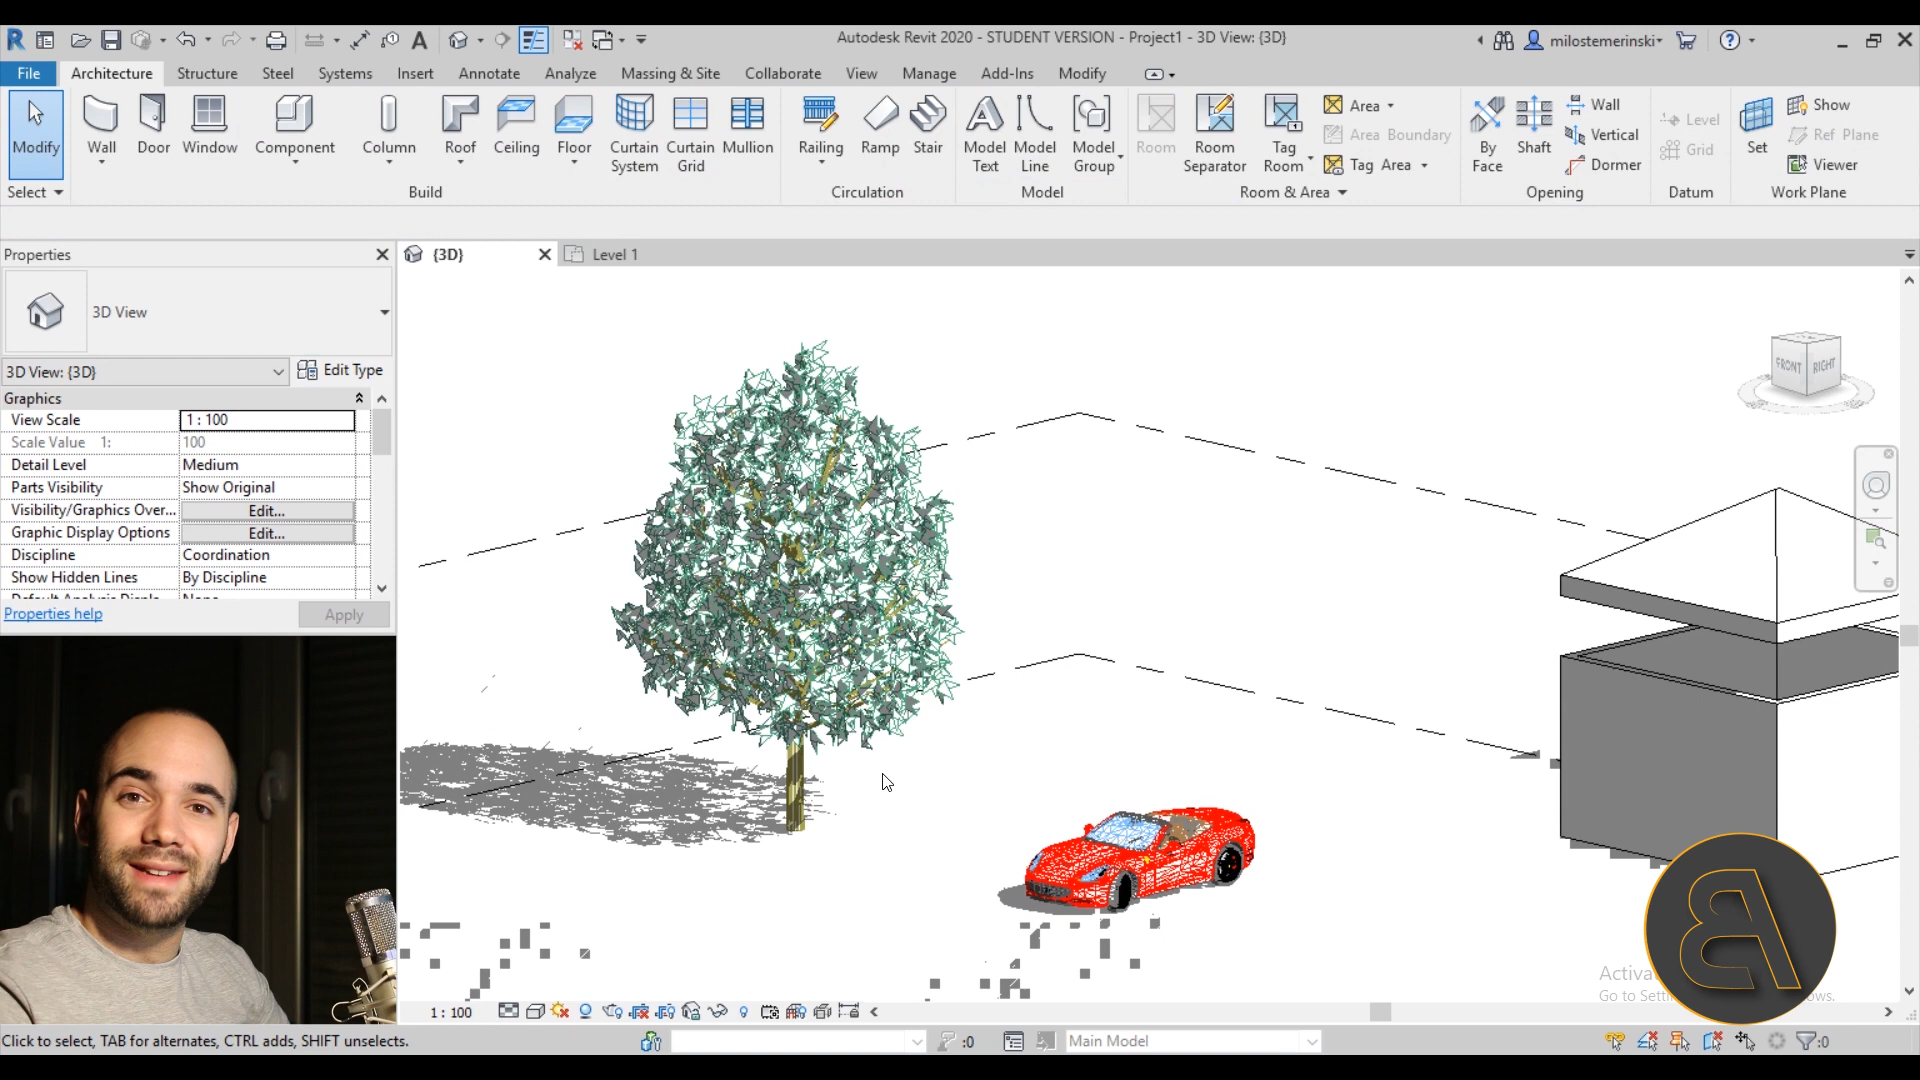 Autodesk Revit 2020 - STUDENT VERSION - Project1 - 3D View: {3D}
milostemerinski
File Architecture Structure Steel Systems Insert Annotate Analyze Massing & Site Collaborate View Manage Add-Ins Modify
Modify Wall Door Window Component Column Roof Ceiling Floor Curtain System Curtain Grid Mullion Railing Ramp Stair Model Text Model Line Model Group Room Room Separator Tag Room
Area
Area Boundary
Tag Area
By Face Shaft
Wall
Vertical
Dormer
Level
Grid
Set
Show
Ref Plane
Viewer
Select Build Circulation Model Room & Area Opening Datum Work Plane
Properties
{3D} Level 1
3D View
3D View: {3D} Edit Type
Graphics
View Scale 1 : 100
Scale Value 1: 100
Detail Level Medium
Parts Visibility Show Original
Visibility/Graphics Over... Edit...
Graphic Display Options Edit...
Discipline Coordination
Show Hidden Lines By Discipline
Properties help Apply
FRONT RIGHT
Activa
Go to Setti ows.
1 : 100
Click to select, TAB for alternates, CTRL adds, SHIFT unselects. :0 Main Model :0